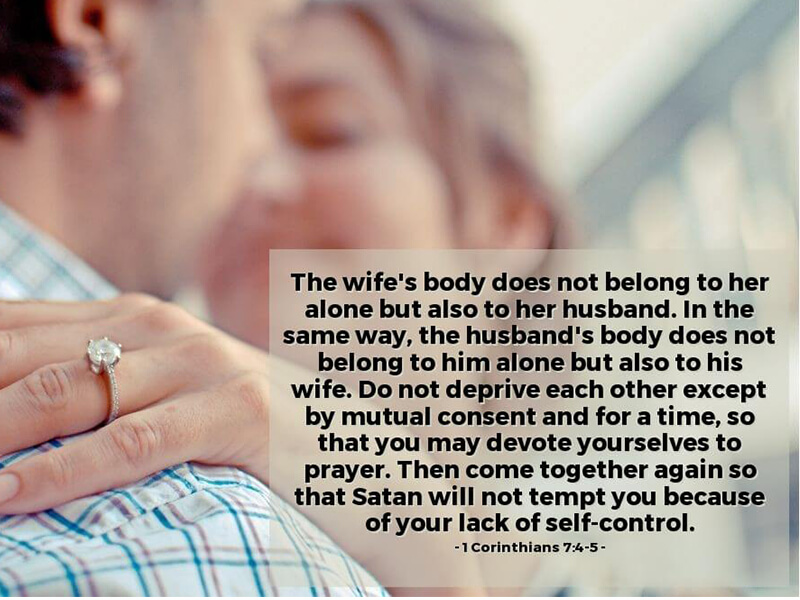 The wife's body does not belong to her
alone but also to her husband. In the
same way, the husband's body does not
belong to him alone but also to his
wife. Do not deprive each other except
by mutual consent and for a time, so
that you may devote yourselves to
prayer. Then come together again so
that Satan will not tempt you because
of your lack of self-control.
- 1 Corinthians 7:4-5 -